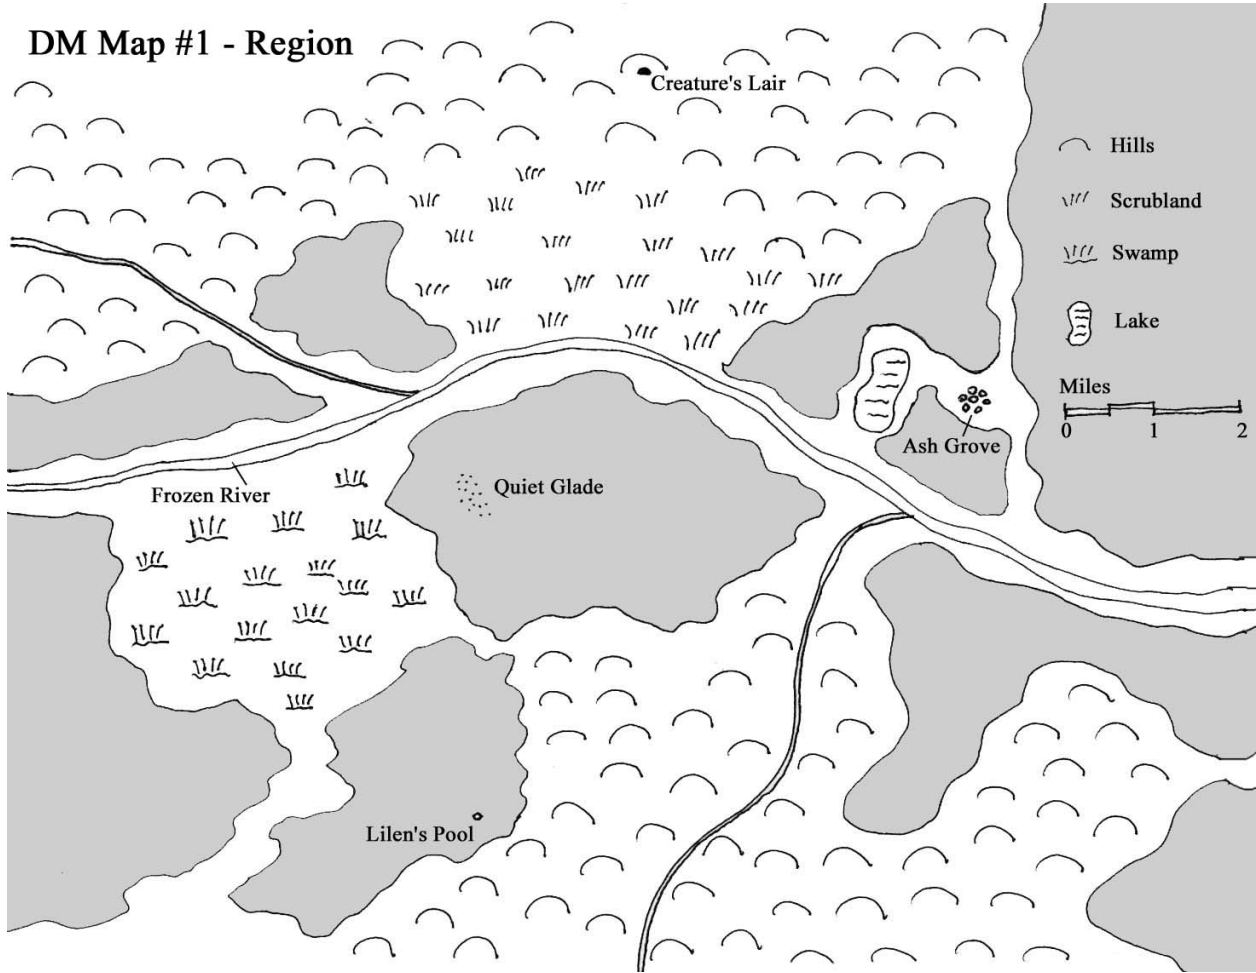 DM Map #1 - Region
Creature's Lair
Hills
Scrubland
Swamp
Lake
Miles
0 1 2
Ash Grove
Quiet Glade
Frozen River
Lilen's Pool